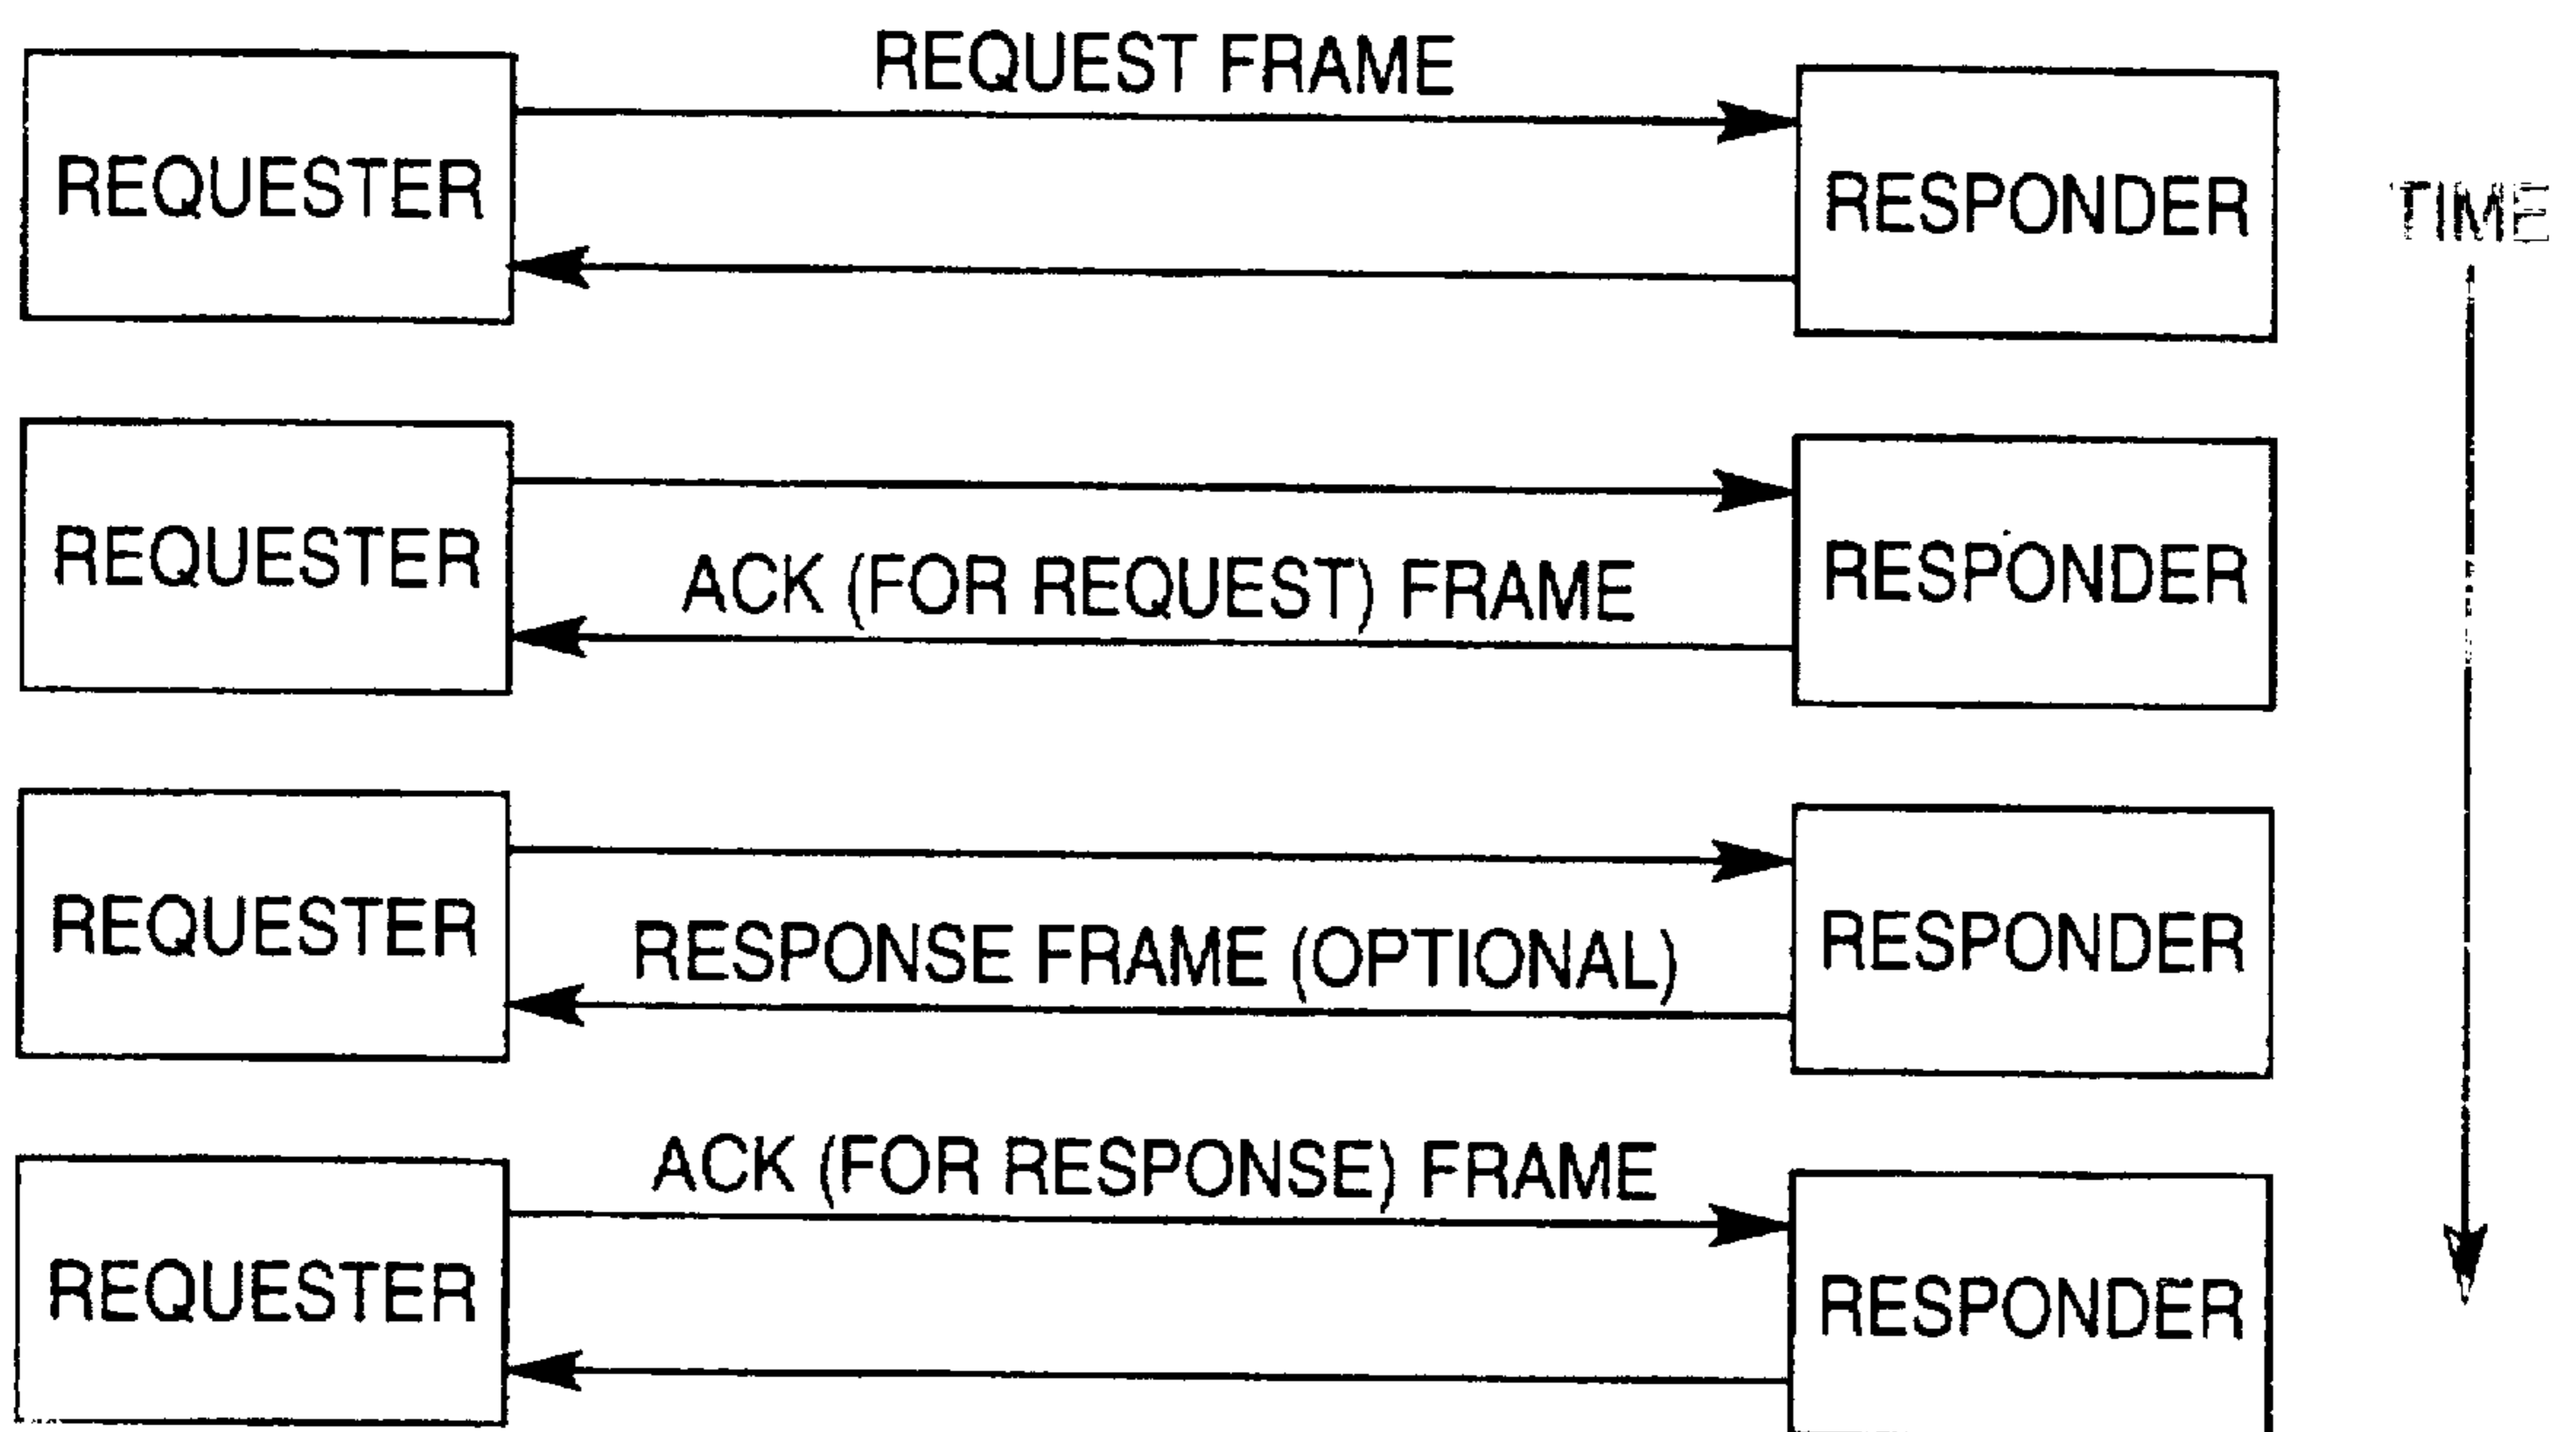 REQUEST FRAME
REQUESTER
RESPONDER
TIME
REQUESTER
ACK (FOR REQUEST) FRAME
RESPONDER
REQUESTER
RESPONSE FRAME (OPTIONAL)
RESPONDER
ACK (FOR RESPONSE) FRAME
REQUESTER
RESPONDER